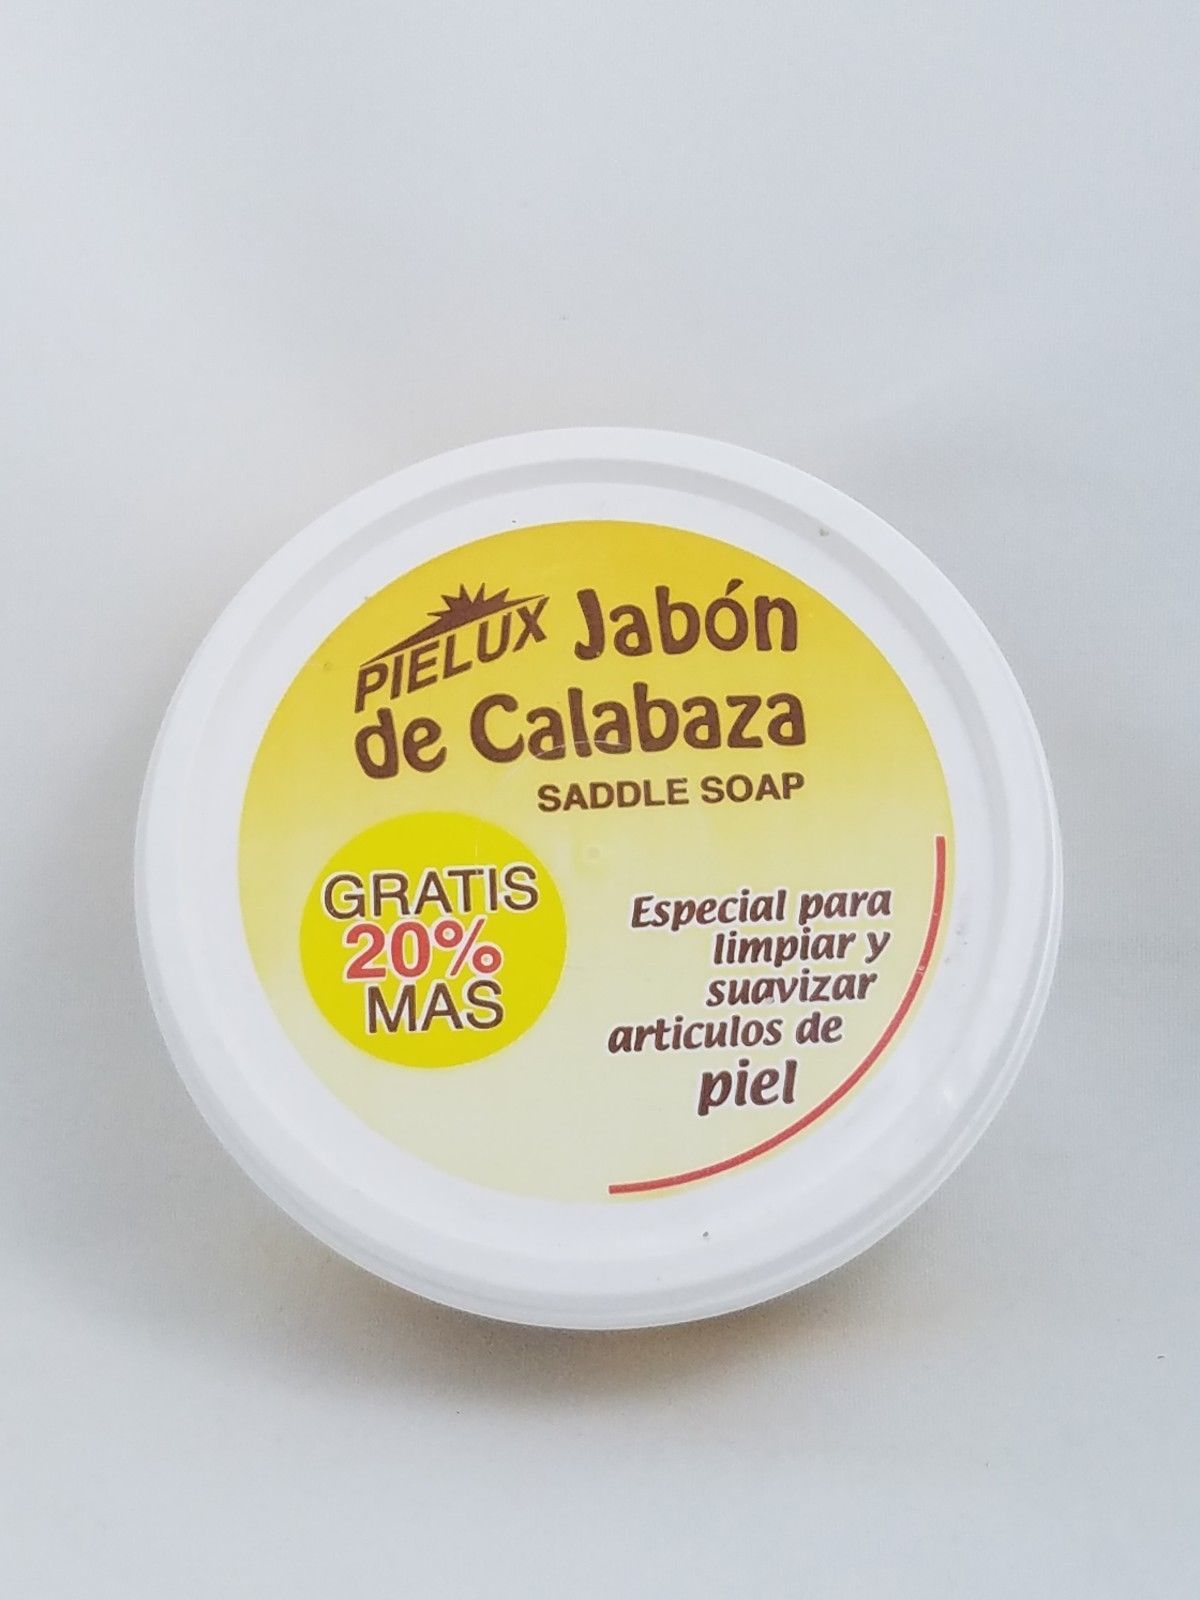 PIELUX Jabón
de Calabaza
SADDLE SOAP
GRATIS
20%
MAS
Especial para
limpiar y
suavizar
articulos de
piel